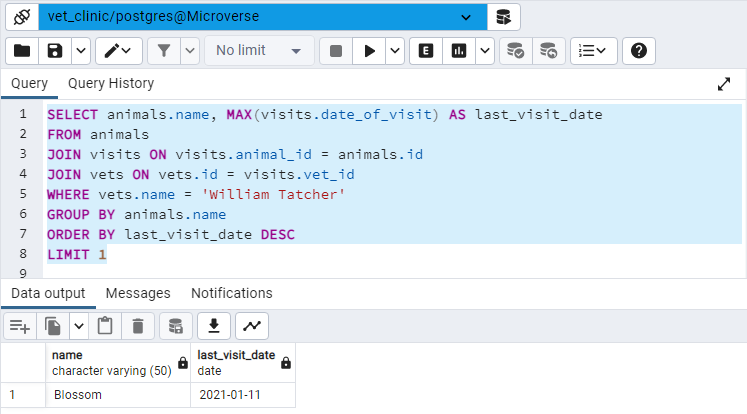 vet_clinic/postgres@Microverse
No limit
E
Query Query History
1 SELECT animals.name, MAX(visits.date_of_visit) AS last_visit_date
2 FROM animals
3 JOIN visits ON visits.animal_id = animals.id
4 JOIN vets ON vets.id = visits.vet_id
5 WHERE vets.name = 'William Tatcher'
6 GROUP BY animals.name
7 ORDER BY last_visit_date DESC
8 LIMIT 1
9
Data output Messages Notifications
name last_visit_date
character varying (50) date
1 Blossom 2021-01-11